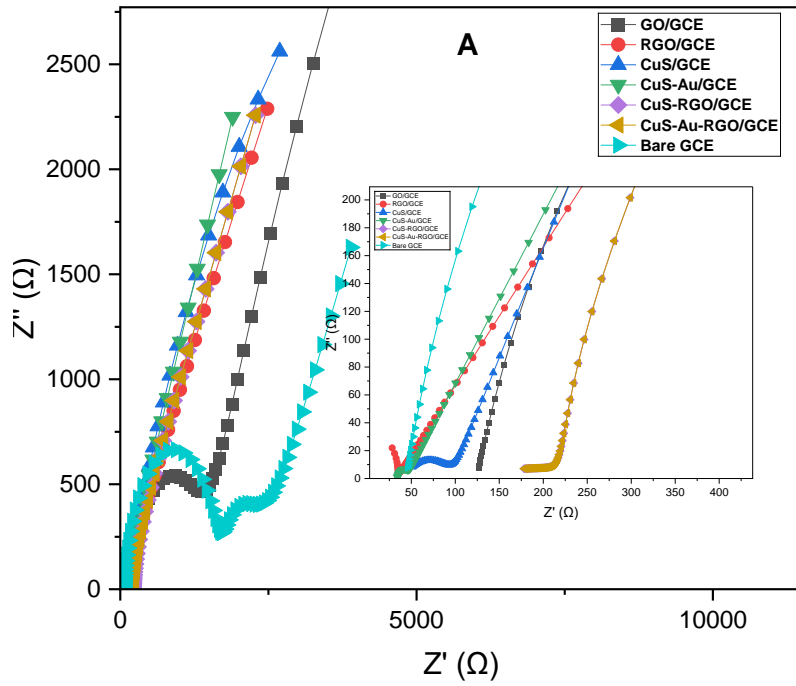 A
GO/GCE
RGO/GCE
CuS/GCE
CuS-Au/GCE
CuS-RGO/GCE
CuS-Au-RGO/GCE
Bare GCE
Z'' (Ω)
2500
2000
1500
1000
500
0
0
5000
10000
Z' (Ω)
GO/GCE
RGO/GCE
CuS/GCE
CuS-Au/GCE
CuS-RGO/GCE
CuS-Au-RGO/GCE
Bare GCE
Z'' (Ω)
200
180
160
140
120
100
80
60
40
20
0
50
100
150
200
250
300
350
400
Z' (Ω)